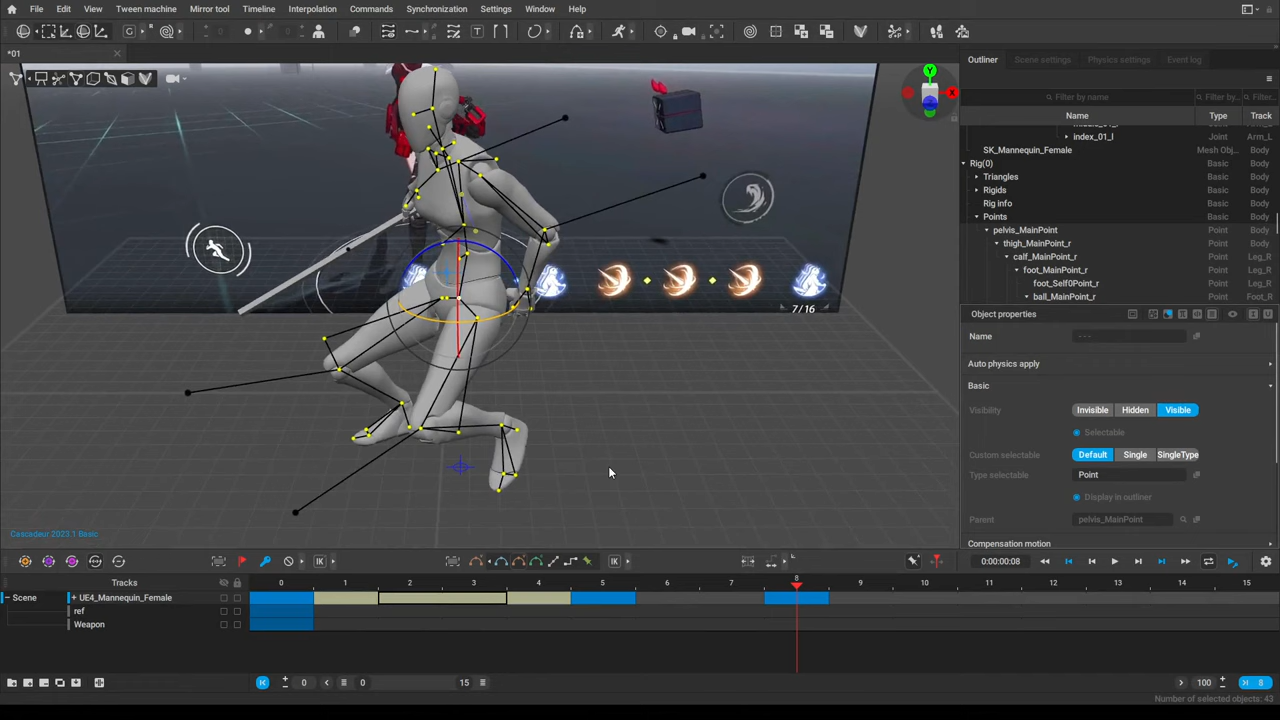 File Edit View Tween machine Mirror tool Timeline Interpolation Commands Synchronization Settings Window Help
*01
Outliner Scene settings Physics settings Event log
Filter by name Filter by... Filter...
Name Type Track
index_01_l Joint Arm_L
SK_Mannequin_Female Mesh Obj... Body
Rig(0) Basic Body
Triangles Basic Body
Rigids Basic Body
Rig info Basic Body
Points Basic Body
pelvis_MainPoint Point Body
thigh_MainPoint_r Point Body
calf_MainPoint_r Point Leg_R
foot_MainPoint_r Point Leg_R
foot_Self0Point_r Point Leg_R
ball_MainPoint_r Point Foot_R
Y
X
7/16
Object properties
Name - - -
Auto physics apply
Basic
Visibility Invisible Hidden Visible
Selectable
Custom selectable Default Single SingleType
Type selectable Point
Display in outliner
Parent pelvis_MainPoint
Compensation motion
Cascadeur 2023.1 Basic
IK IK 0:00:00:08
Tracks 0 1 2 3 4 5 6 7 8 9 10 11 12 13 14 15
Scene + UE4_Mannequin_Female
ref
Weapon
0 0 15 100 8
Number of selected objects: 43